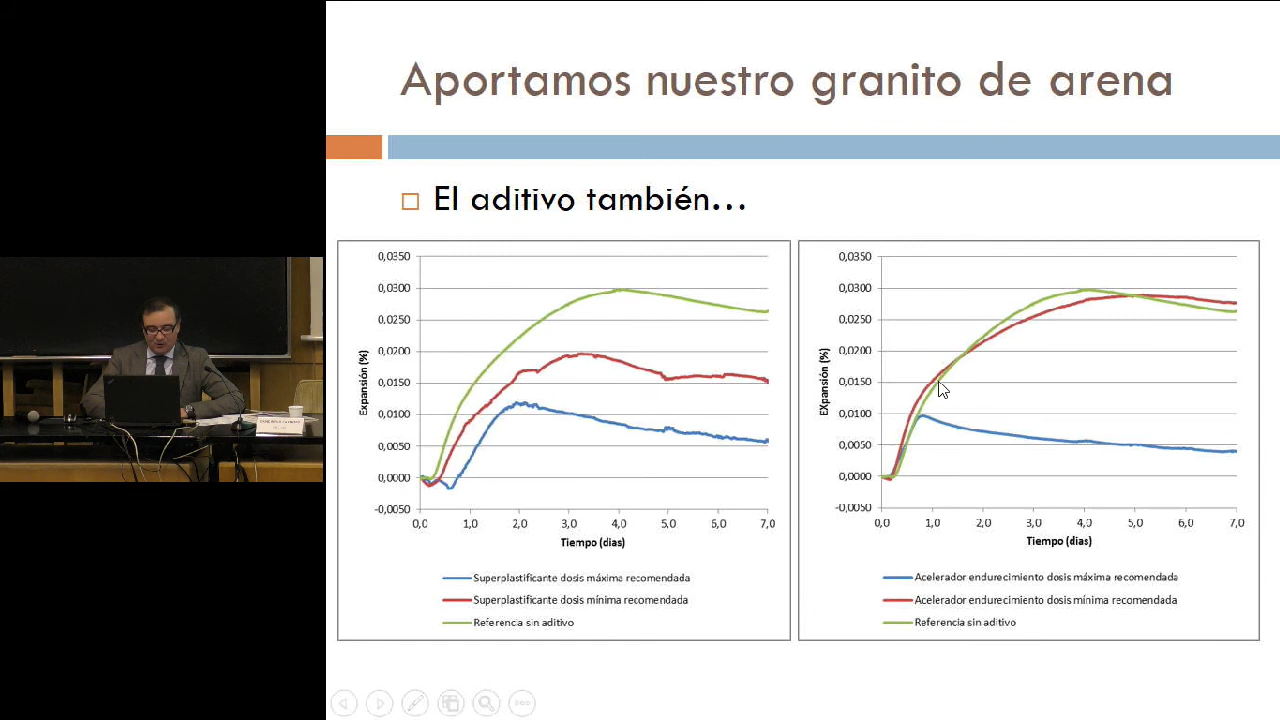 Aportamos nuestro granito de arena
El aditivo también...
0,0350
0,0300
0,0250
0,0200
0,0150
0,0100
0,0050
0,0000
-0,0050
Expansión (%)
0,0 1,0 2,0 3,0 4,0 5,0 6,0 7,0
Tiempo (dias)
Superplastificante dosis máxima recomendada
Superplastificante dosis mínima recomendada
Referencia sin aditivo
0,0350
0,0300
0,0250
0,0200
0,0150
0,0100
0,0050
0,0000
-0,0050
EXpansión (%)
0,0 1,0 2,0 3,0 4,0 5,0 6,0 7,0
Tiempo (dias)
Acelerador endurecimiento dosis máxima recomendada
Acelerador endurecimiento dosis mínima recomendada
Referencia sin aditivo